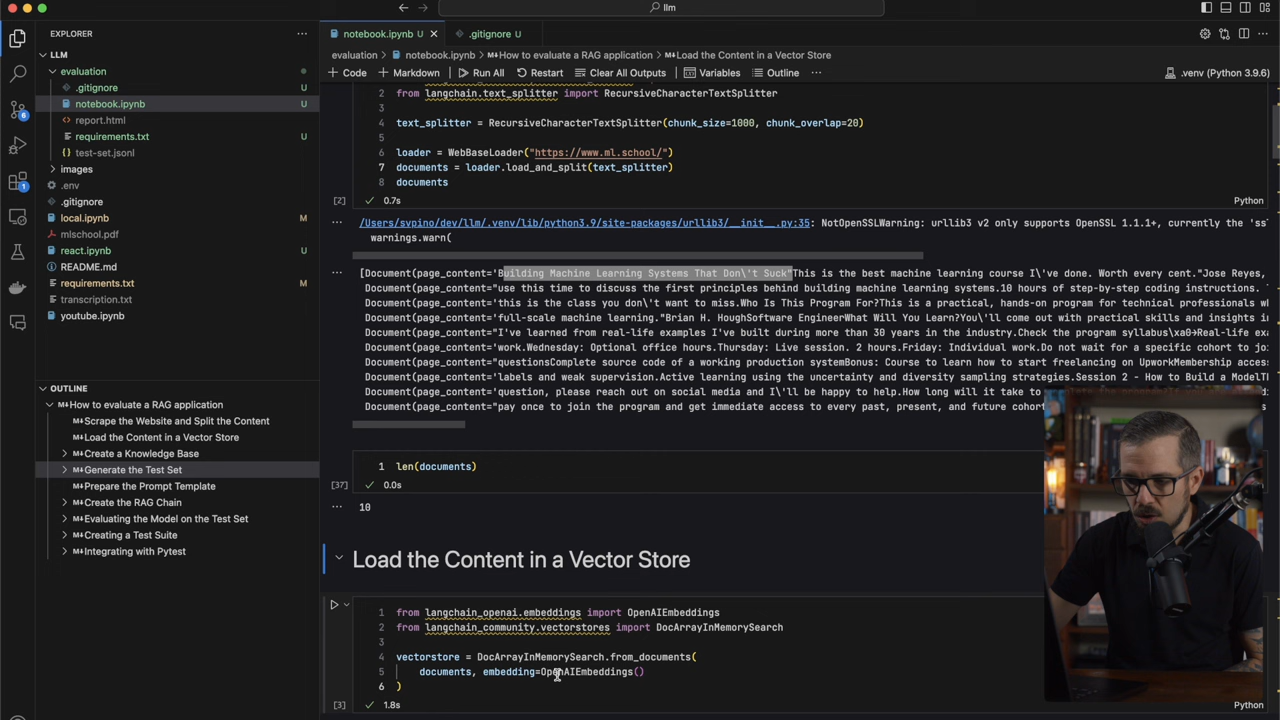 llm
EXPLORER
LLM
evaluation
.gitignore U
notebook.ipynb U
report.html
requirements.txt U
test-set.jsonl
images
.env
.gitignore
local.ipynb M
mlschool.pdf
react.ipynb U
README.md
requirements.txt M
transcription.txt
youtube.ipynb
OUTLINE
How to evaluate a RAG application
Scrape the Website and Split the Content
Load the Content in a Vector Store
Create a Knowledge Base
Generate the Test Set
Prepare the Prompt Template
Create the RAG Chain
Evaluating the Model on the Test Set
Creating a Test Suite
Integrating with Pytest
notebook.ipynb U .gitignore U
evaluation > notebook.ipynb > How to evaluate a RAG application > Load the Content in a Vector Store
+ Code + Markdown Run All Restart Clear All Outputs Variables Outline ... .venv (Python 3.9.6)
2 from langchain.text_splitter import RecursiveCharacterTextSplitter
3
4 text_splitter = RecursiveCharacterTextSplitter(chunk_size=1000, chunk_overlap=20)
5
6 loader = WebBaseLoader("https://www.ml.school/")
7 documents = loader.load_and_split(text_splitter)
8 documents
[2] 0.7s Python
/Users/svpino/dev/llm/.venv/lib/python3.9/site-packages/urllib3/__init__.py:35: NotOpenSSLWarning: urllib3 v2 only supports OpenSSL 1.1.1+, currently the 'ss
warnings.warn(
[Document(page_content='Building Machine Learning Systems That Don\'t Suck"This is the best machine learning course I\'ve done. Worth every cent."Jose Reyes,
Document(page_content="use this time to discuss the first principles behind building machine learning systems.10 hours of step-by-step coding instructions.
Document(page_content='this is the class you don\'t want to miss.Who Is This Program For?This is a practical, hands-on program for technical professionals w
Document(page_content='full-scale machine learning."Brian H. HoughSoftware EngineerWhat Will You Learn?You\'ll come out with practical skills and insights i
Document(page_content="I've learned from real-life examples I've built during more than 30 years in the industry.Check the program syllabus\xa0→Real-life exa
Document(page_content='work.Wednesday: Optional office hours.Thursday: Live session. 2 hours.Friday: Individual work.Do not wait for a specific cohort to jo
Document(page_content="questionsComplete source code of a working production systemBonus: Course to learn how to start freelancing on UpworkMembership acces
Document(page_content='labels and weak supervision.Active learning using the uncertainty and diversity sampling strategies.Session 2 - How to Build a ModelTh
Document(page_content='question, please reach out on social media and I\'ll be happy to help.How long will it take to
Document(page_content="pay once to join the program and get immediate access to every past, present, and future cohort
1 len(documents)
[37] 0.0s
10
Load the Content in a Vector Store
1 from langchain_openai.embeddings import OpenAIEmbeddings
2 from langchain_community.vectorstores import DocArrayInMemorySearch
3
4 vectorstore = DocArrayInMemorySearch.from_documents(
5 documents, embedding=OpenAIEmbeddings()
6 )
[3] 1.8s Python